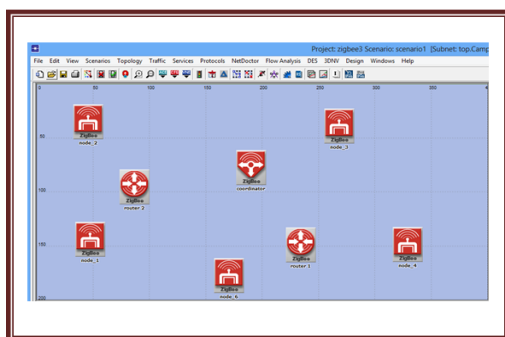 Project: zigbee3 Scenario: scenario1 [Subnet: top.Camp
File Edit View Scenarios Topology Traffic Services Protocols NetDoctor Flow Analysis DES 3DNV Design Windows Help
0 50 100 150 200 250 300 350 4
ZigBee
node_2
ZigBee
node_3
50
ZigBee
coordinator
100
ZigBee
router 2
ZigBee
node_1
ZigBee
router 1
ZigBee
node_4
150
ZigBee
node_6
200